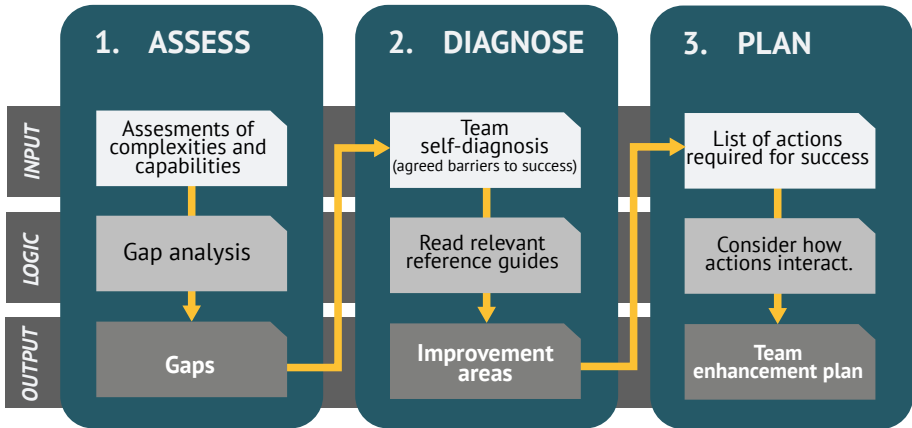 1. ASSESS
2. DIAGNOSE
3. PLAN
INPUT
Assesments of
complexities and
capabilities
Team
self-diagnosis
(agreed barriers to success)
List of actions
required for success
LOGIC
Gap analysis
Read relevant
reference guides
Consider how
actions interact.
OUTPUT
Gaps
Improvement
areas
Team
enhancement plan